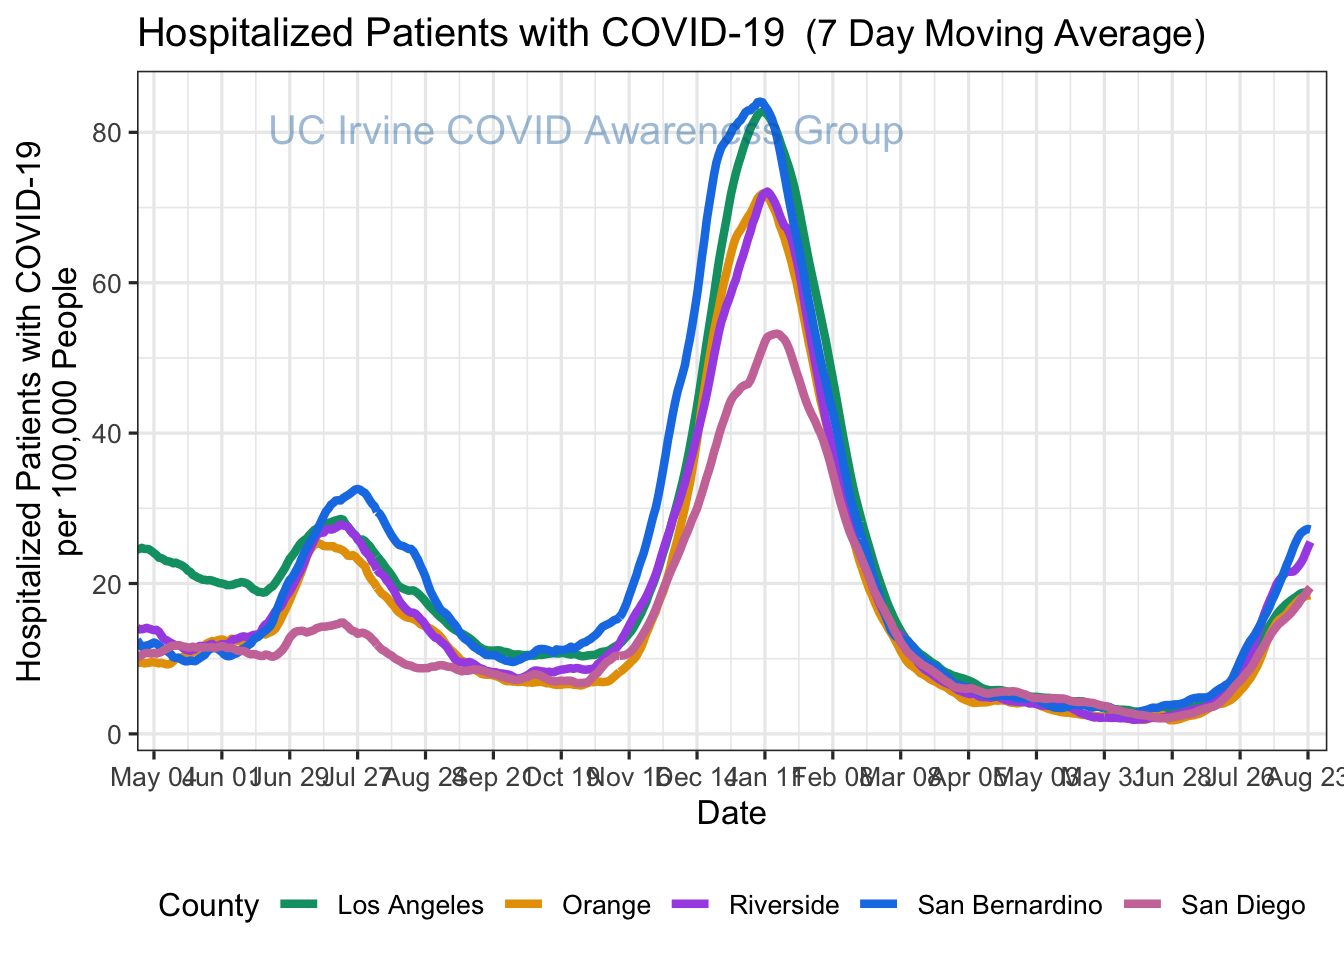 Hospitalized Patients with COVID-19 (7 Day Moving Average)
UC Irvine COVID Awareness Group
Hospitalized Patients with COVID-19
per 100,000 People
80
60
40
20
0
May 04 Jun 01 Jun 29 Jul 27 Aug 24 Sep 21 Oct 19 Nov 16 Dec 14 Jan 11 Feb 08 Mar 08 Apr 05 May 03 May 31 Jun 28 Jul 26 Aug 23
Date
County Los Angeles Orange Riverside San Bernardino San Diego